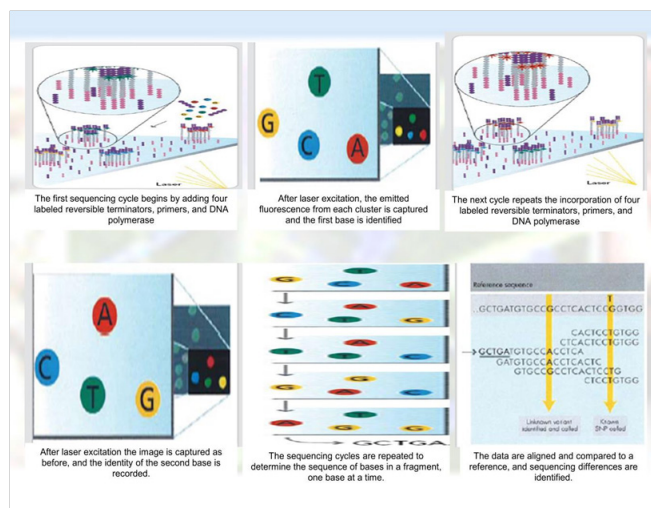 Laser
The first sequencing cycle begins by adding four
labeled reversible terminators, primers, and DNA
polymerase
T
G
C
A
After laser excitation, the emitted
fluorescence from each cluster is captured
and the first base is identified
Laser
The next cycle repeats the incorporation of four
labeled reversible terminators, primers, and
DNA polymerase
A
C
T
G
After laser excitation the image is captured as
before, and the identity of the second base is
recorded.
GCTGA
The sequencing cycles are repeated to
determine the sequence of bases in a fragment,
one base at a time.
Reference sequence
T
...GCTGATGTGCCGCCTCACTCCGGTGG
CACTCCTGTGG
CTCACTCCTGTGG
GCTGATGTGCCACCTCA
GATGTGCCACCTCACTC
GTGCCGCCTCACTCCTG
CTCCTGTGG
Unknown variant
identified and called
Known
SNP called
The data are aligned and compared to a
reference, and sequencing differences are
identified.